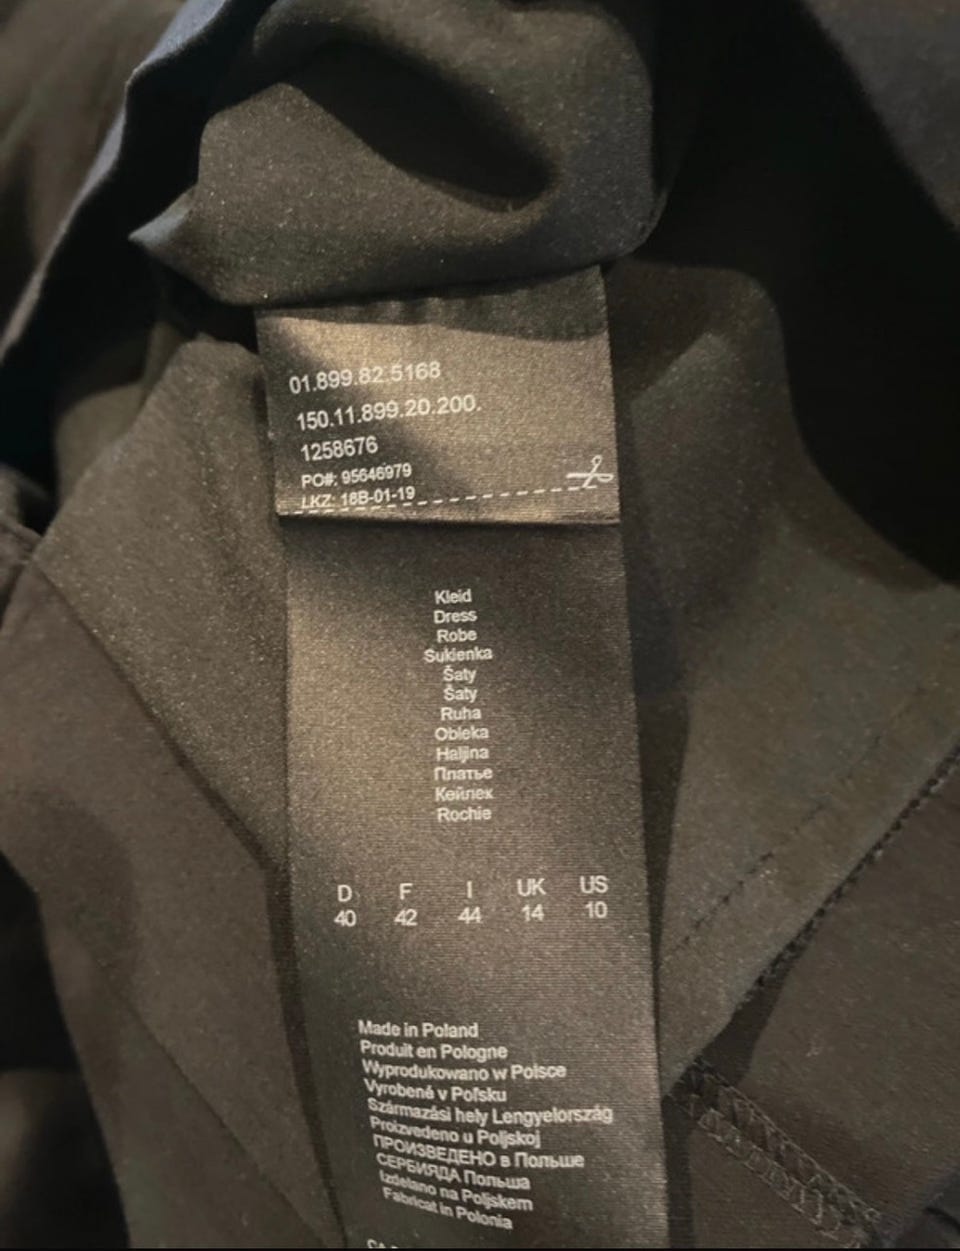 01.899.82.5168
150.11.899.20.200.
1258676
PO#: 95646979
LKZ: 18B-01-19
Kleid
Dress
Robe
Sukienka
Šaty
Šaty
Ruha
Obleka
Haljina
Платье
Кейлек
Rochie
D F I UK US
40 42 44 14 10
Made in Poland
Produit en Pologne
Wyprodukowano w Polsce
Vyrobené v Poľsku
Származási hely Lengyelország
Proizvedeno u Poljskoj
ПРОИЗВЕДЕНО в Польше
СЕРБИЯДА Польша
Izdelano na Poljskem
Fabricat in Polonia